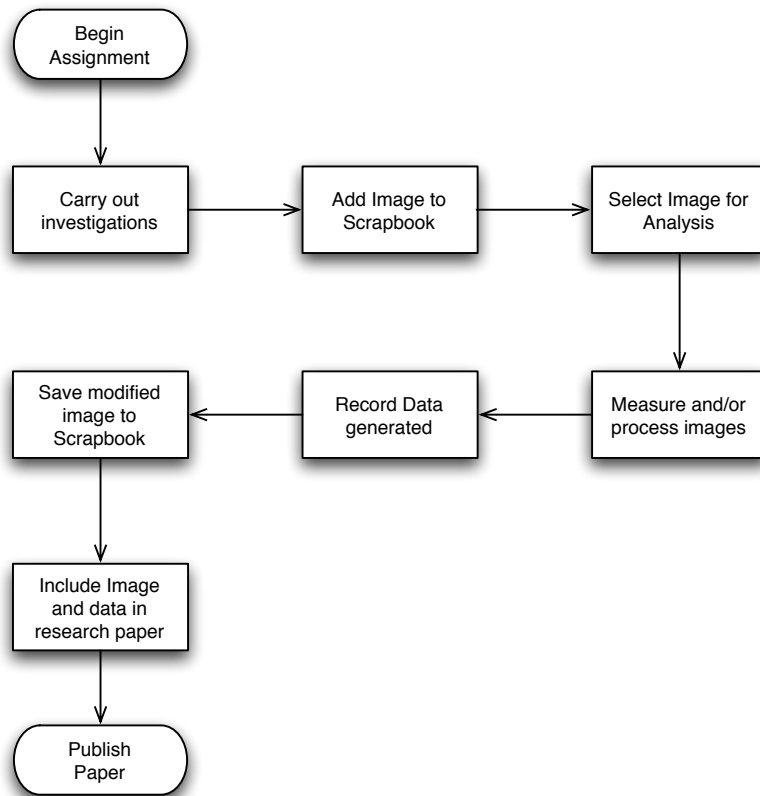 Begin
Assignment
Carry out
investigations
Add Image to
Scrapbook
Select Image for
Analysis
Measure and/or
process images
Record Data
generated
Save modified
image to
Scrapbook
Include Image
and data in
research paper
Publish
Paper